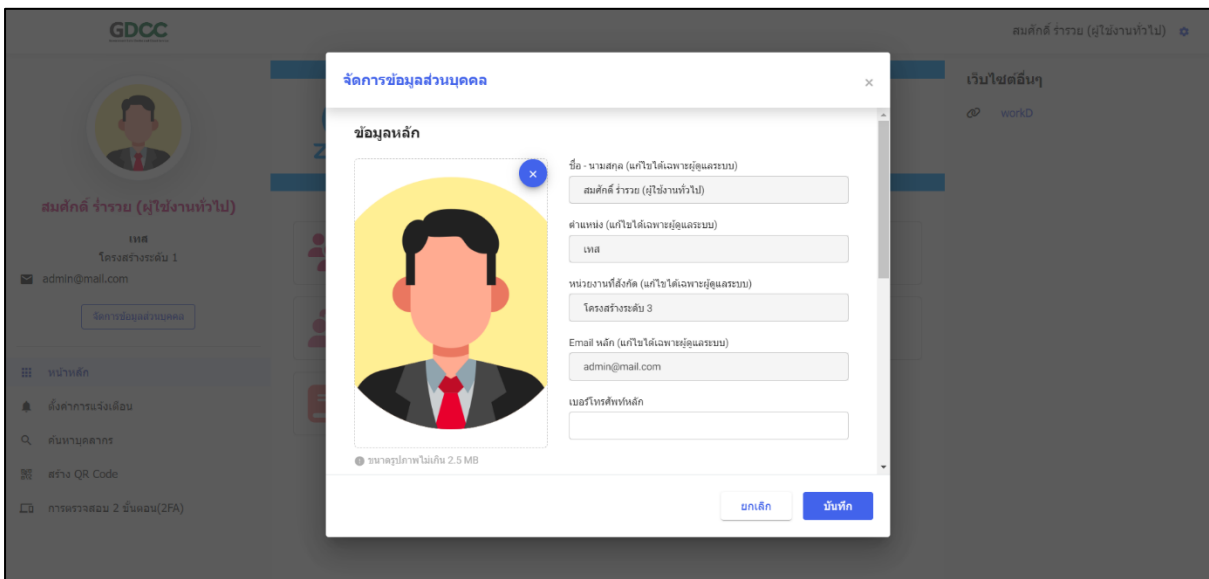 GDCC
สมศักดิ์ ร่ำรวย (ผู้ใช้งานทั่วไป)
สมศักดิ์ ร่ำรวย (ผู้ใช้งานทั่วไป)
เทส
โครงสร้างระดับ 1
admin@mail.com
จัดการข้อมูลส่วนบุคคล
หน้าหลัก
ตั้งค่าการแจ้งเตือน
ค้นหาบุคลากร
สร้าง QR Code
การตรวจสอบ 2 ขั้นตอน(2FA)
จัดการข้อมูลส่วนบุคคล
ข้อมูลหลัก
ชื่อ - นามสกุล (แก้ไขได้เฉพาะผู้ดูแลระบบ)
สมศักดิ์ ร่ำรวย (ผู้ใช้งานทั่วไป)
ตำแหน่ง (แก้ไขได้เฉพาะผู้ดูแลระบบ)
เทส
หน่วยงานที่สังกัด (แก้ไขได้เฉพาะผู้ดูแลระบบ)
โครงสร้างระดับ 3
Email หลัก (แก้ไขได้เฉพาะผู้ดูแลระบบ)
admin@mail.com
เบอร์โทรศัพท์หลัก
ขนาดรูปภาพไม่เกิน 2.5 MB
ยกเลิก
บันทึก
เว็บไซต์อื่นๆ
workD